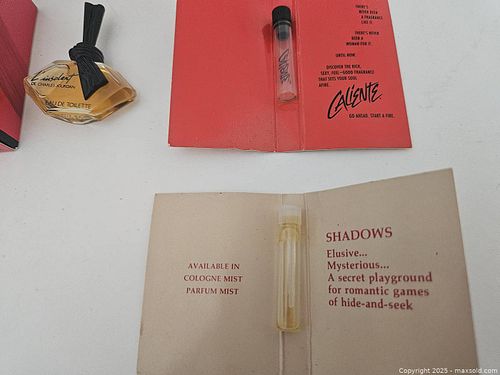 L'insolent
DE CHARLES JOURDAN
EAU DE TOILETTE
THERE'S
NEVER BEEN
A FRAGRANCE
LIKE IT.
THERE'S NEVER
BEEN A
WOMAN FOR IT.
UNTIL NOW.
DISCOVER THE RICH,
SEXY, FEEL-GOOD FRAGRANCE
THAT SETS YOUR SOUL
AFIRE.
CALIENTE.
GO AHEAD. START A FIRE.
AVAILABLE IN
COLOGNE MIST
PARFUM MIST
SHADOWS
Elusive...
Mysterious...
A secret playground
for romantic games
of hide-and-seek
Copyright 2025 - maxsold.com